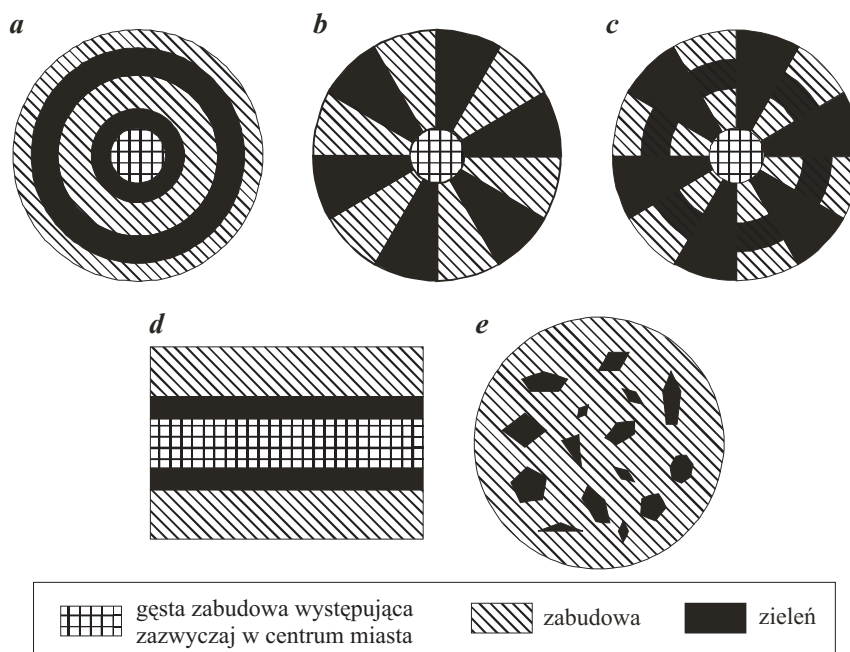 a
b
c
d
e
gęsta zabudowa występująca
zazwyczaj w centrum miasta
zabudowa
zieleń